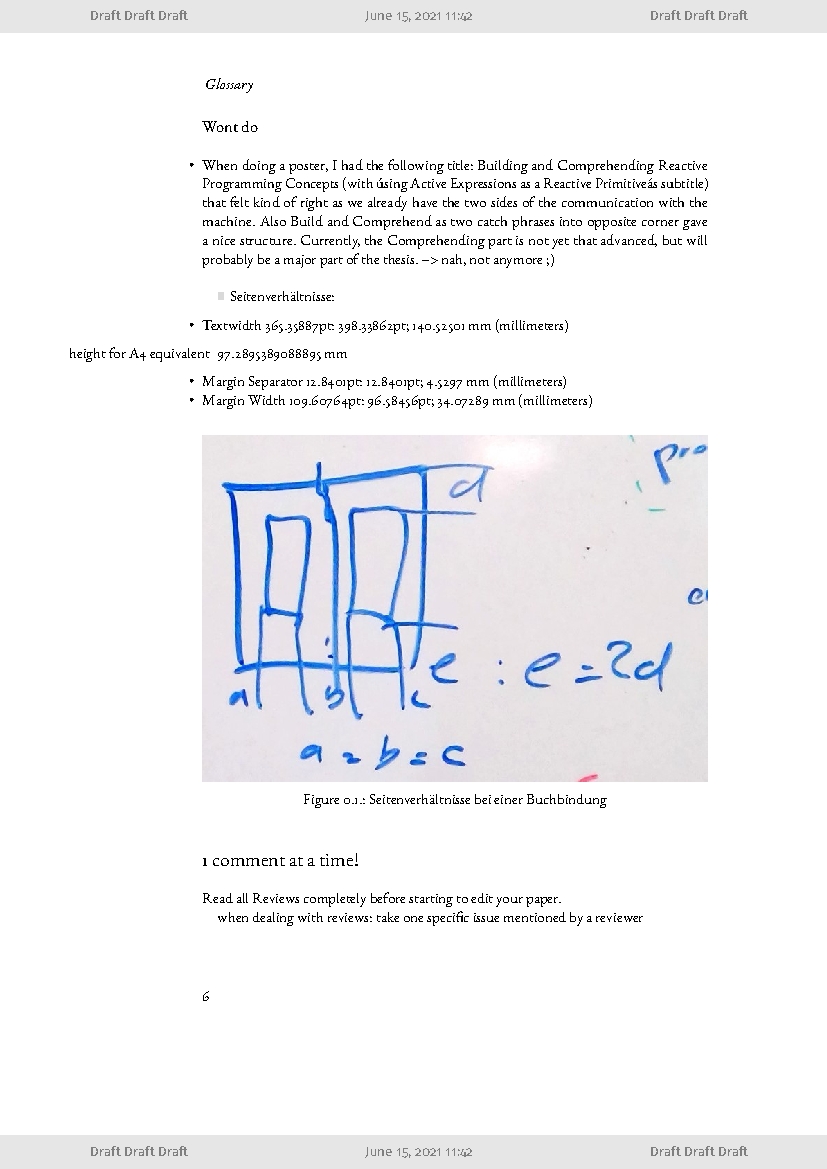 Draft Draft Draft June 15, 2021 11:42 Draft Draft Draft
Glossary
Wont do
• When doing a poster, I had the following title: Building and Comprehending Reactive
Programming Concepts (with úsing Active Expressions as a Reactive Primitiveás subtitle)
that felt kind of right as we already have the two sides of the communication with the
machine. Also Build and Comprehend as two catch phrases into opposite corner gave
a nice structure. Currently, the Comprehending part is not yet that advanced, but will
probably be a major part of the thesis. –> nah, not anymore ;)
Seitenverhältnisse:
• Textwidth 365.35887pt: 398.33862pt; 140.52501 mm (millimeters)
height for A4 equivalent 97.2895389088895 mm
• Margin Separator 12.8401pt: 12.8401pt; 4.5297 mm (millimeters)
• Margin Width 109.60764pt: 96.58456pt; 34.07289 mm (millimeters)
pro
d
e : e = 2d
a b c
a = b = c
Figure 0.1.: Seitenverhältnisse bei einer Buchbindung
1 comment at a time!
Read all Reviews completely before starting to edit your paper.
when dealing with reviews: take one specific issue mentioned by a reviewer
6
Draft Draft Draft June 15, 2021 11:42 Draft Draft Draft